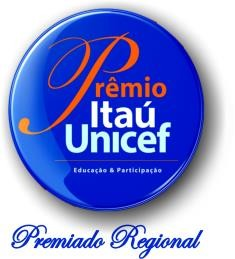 Prêmio
Itaú
Unicef
Educação & Participação
Premiado Regional